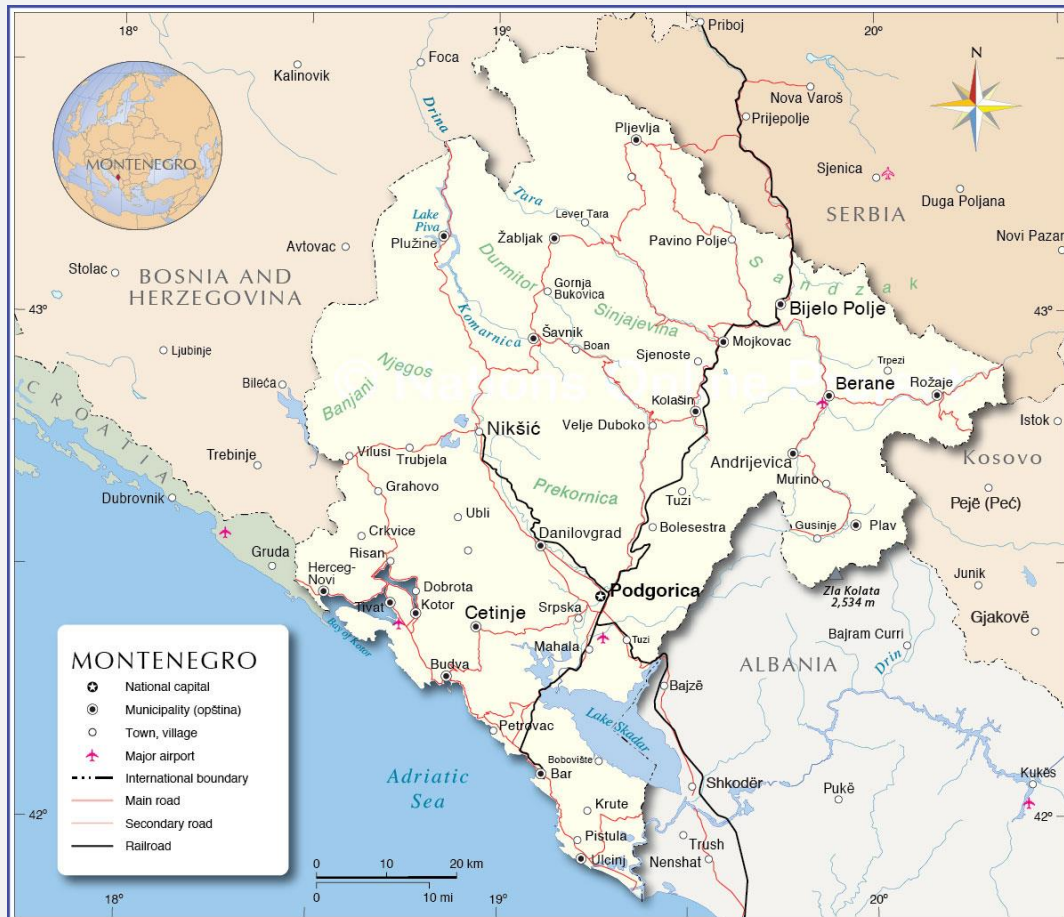 18°
19°
20°
Priboj
Foca
Kalinovik
N
Nova Varoš
Prijepolje
Drina
Pljevlja
MONTENEGRO
Sjenica
Duga Poljana
SERBIA
Tara
Lake
Piva
Lever Tara
Plužine
Žabljak
Pavino Polje
Novi Pazar
Avtovac
Stolac
BOSNIA AND
HERZEGOVINA
Durmitor
Sandzak
Gornja
Bukovica
43°
43°
Sinjajevina
Bijelo Polje
Komarnica
Šavnik
Boan
Mojkovac
Ljubinje
Sjenoste
Trpezi
Njegos
© Nations Online Project
Bileća
Banjani
Berane
Rožaje
CROATIA
Kolašin
Velje Duboko
Istok
Nikšić
Vilusi
Trubjela
Andrijevica
Kosovo
Trebinje
Murino
Dubrovnik
Grahovo
Prekornica
Tuzi
Pejë (Peć)
Ubli
Bolesestra
Gusinje
Plav
Crkvice
Danilovgrad
Risan
Gruda
Herceg-
Novi
Dobrota
Podgorica
Zla Kolata
2,534 m
Junik
Tivat
Kotor
Cetinje
Srpska
Gjakovë
Bay of Kotor
Tuzi
Bajram Curri
Mahala
Drin
ALBANIA
Budva
Bajzë
Petrovac
Lake Skadar
Bobovište
Adriatic
Sea
Bar
Shkodër
Pukë
Kukës
Krute
42°
42°
Pistula
Trush
Ulcinj
Nenshat
MONTENEGRO
National capital
Municipality (opština)
Town, village
Major airport
International boundary
Main road
Secondary road
Railroad
0 10 20 km
0 10 mi
18°
19°
20°